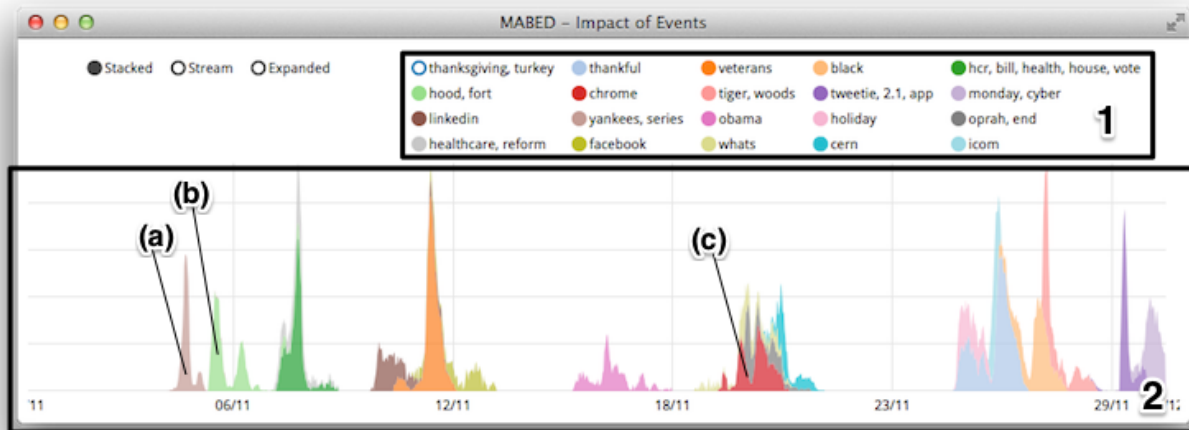 MABED – Impact of Events
Stacked Stream Expanded
thanksgiving, turkey thankful veterans black hcr, bill, health, house, vote
hood, fort chrome tiger, woods tweetie, 2.1, app monday, cyber
linkedin yankees, series obama holiday oprah, end
1
healthcare, reform facebook whats cern icom
(b)
(a)
(c)
'11 06/11 12/11 18/11 23/11 29/11
2